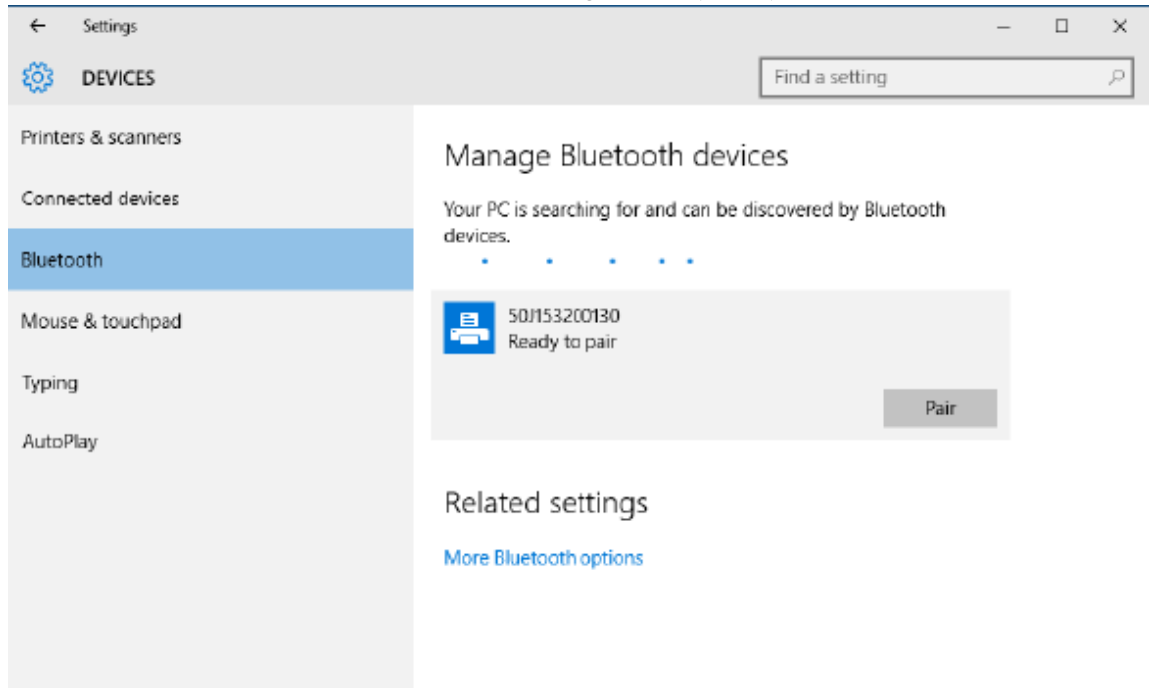 Settings
DEVICES
Find a setting
Printers & scanners
Connected devices
Bluetooth
Mouse & touchpad
Typing
AutoPlay
Manage Bluetooth devices
Your PC is searching for and can be discovered by Bluetooth
devices.
50J153200130
Ready to pair
Pair
Related settings
More Bluetooth options